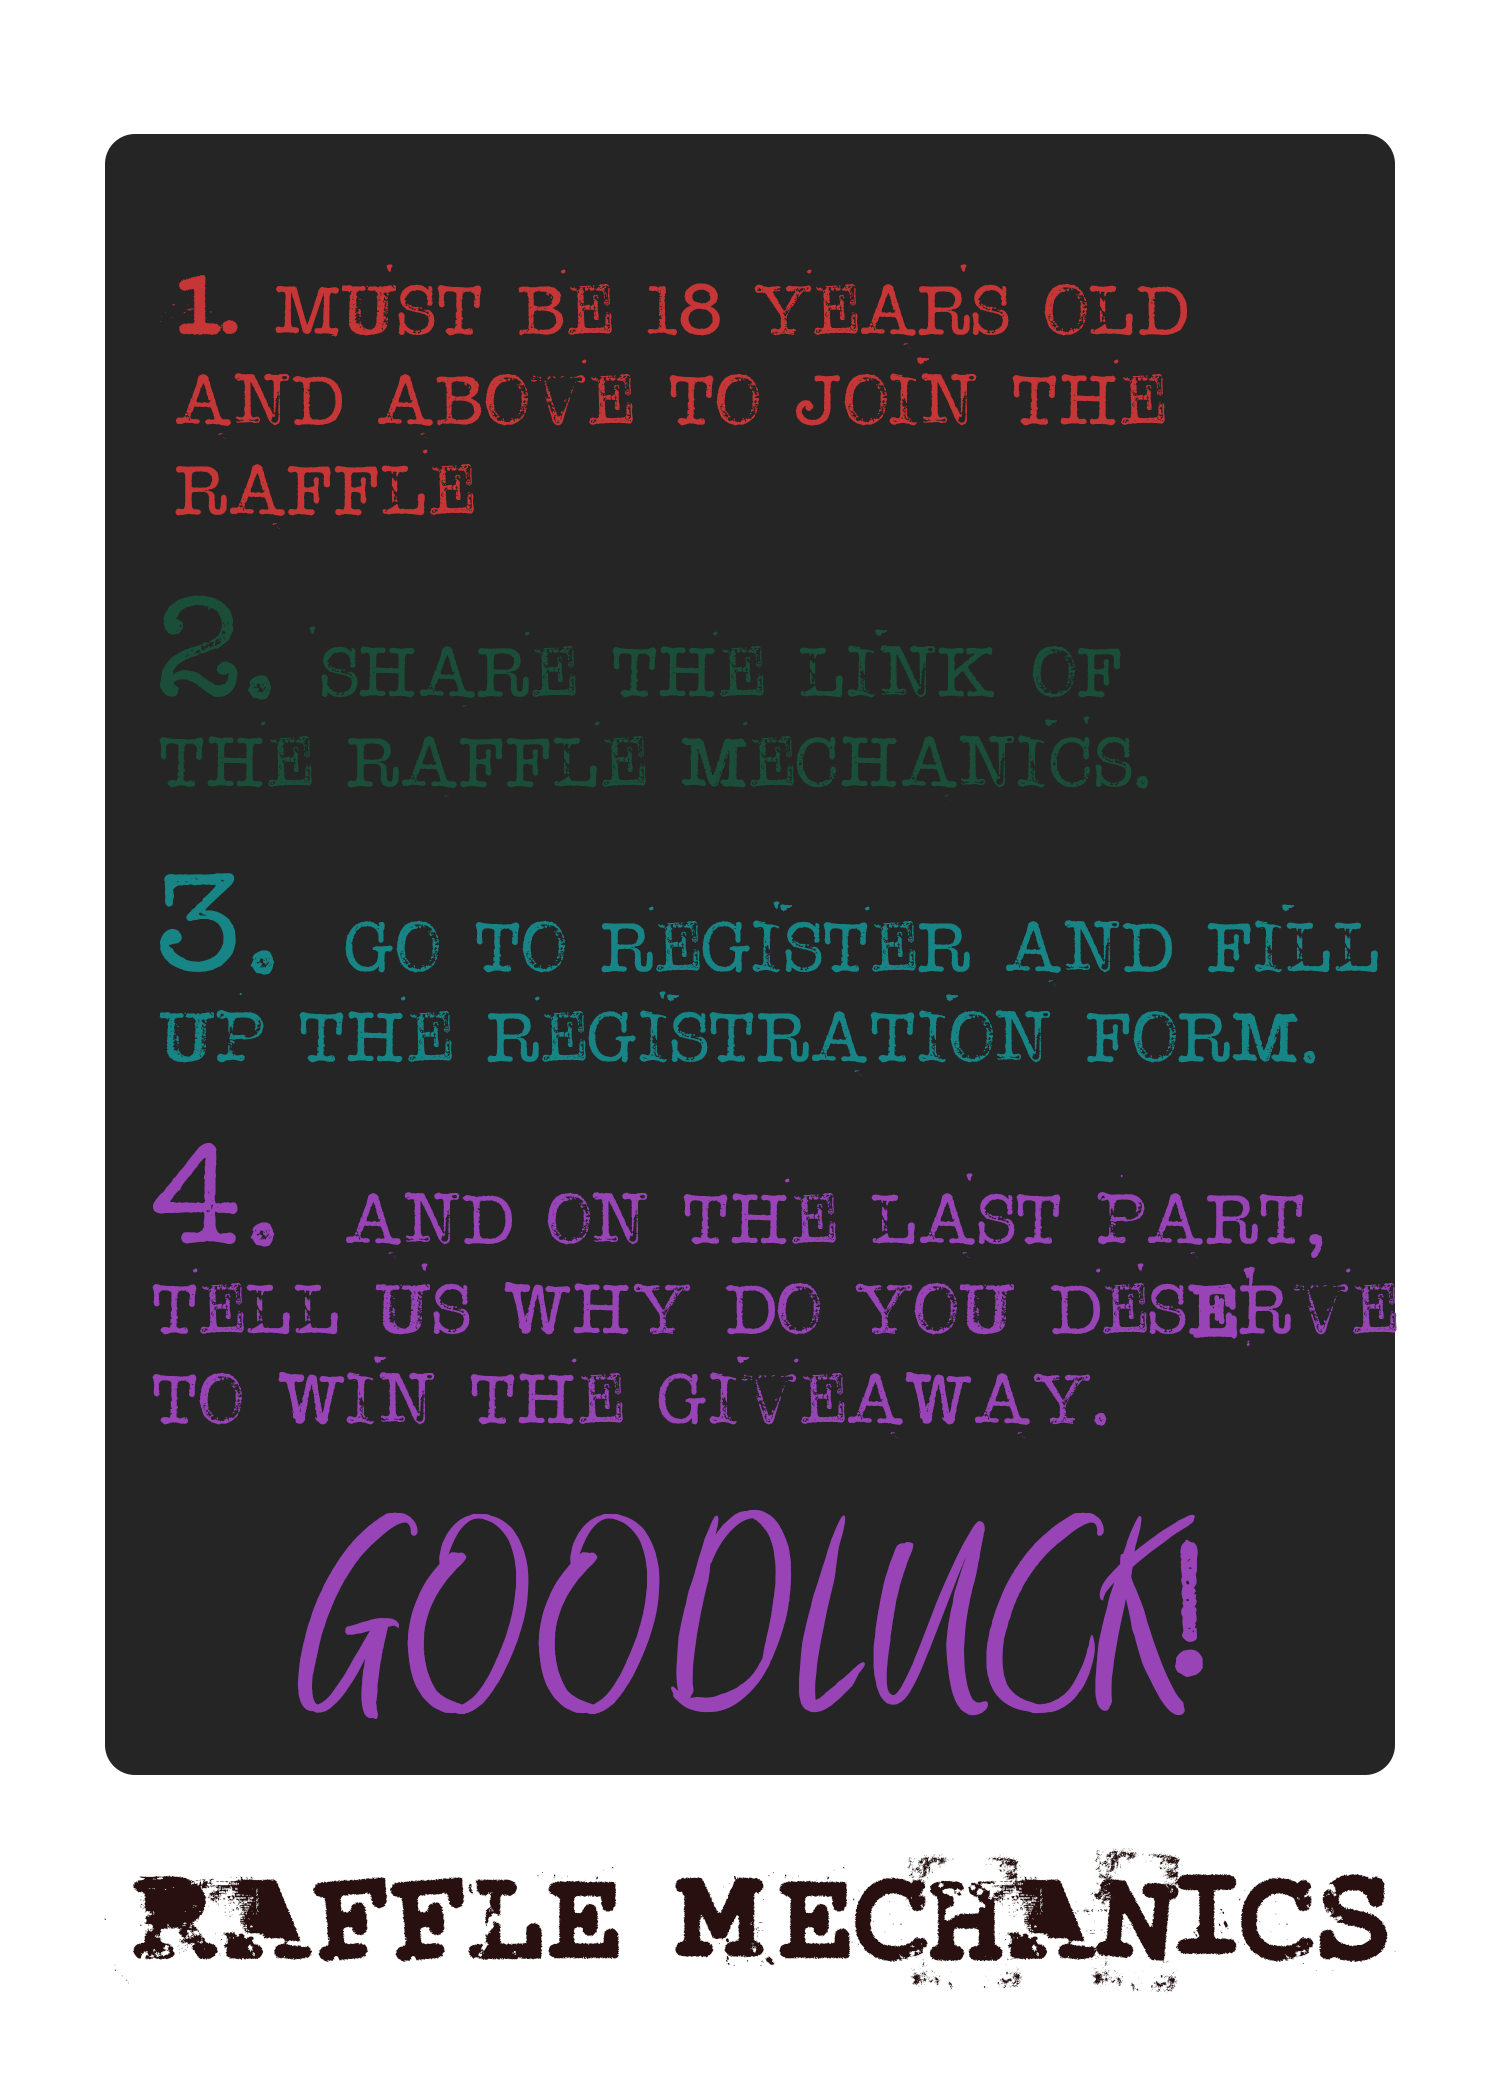 1. MUST BE 18 YEARS OLD
AND ABOVE TO JOIN THE
RAFFLE
2. SHARE THE LINK OF
THE RAFFLE MECHANICS.
3. GO TO REGISTER AND FILL
UP THE REGISTRATION FORM.
4. AND ON THE LAST PART,
TELL US WHY DO YOU DESERVE
TO WIN THE GIVEAWAY.
GOODLUCK!
RAFFLE MECHANICS